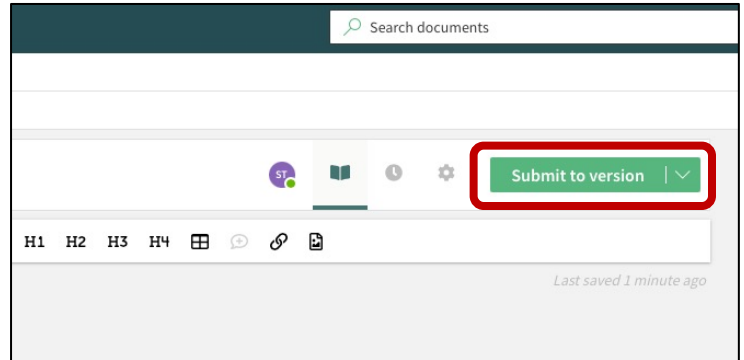 Search documents
ST
Submit to version
H1 H2 H3 H4
Last saved 1 minute ago